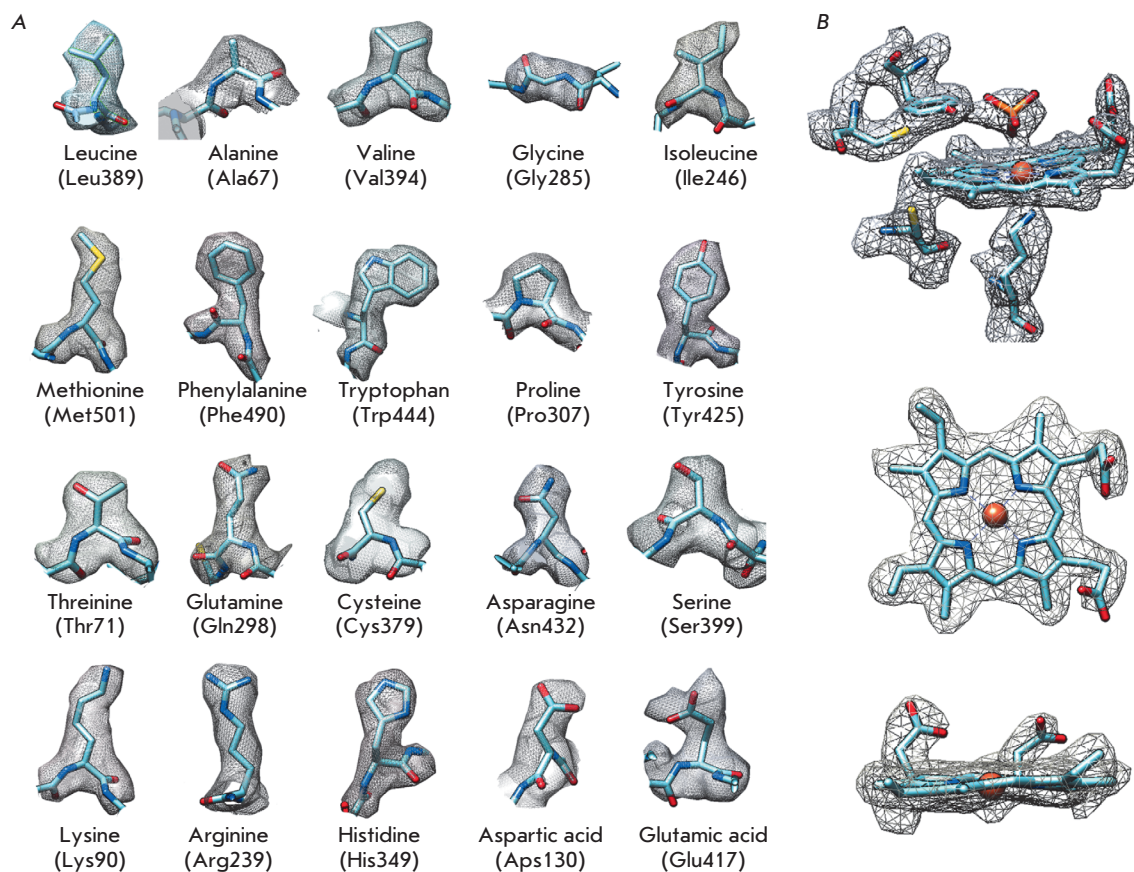 A
B
Leucine
(Leu389)
Alanine
(Ala67)
Valine
(Val394)
Glycine
(Gly285)
Isoleucine
(Ile246)
Methionine
(Met501)
Phenylalanine
(Phe490)
Tryptophan
(Trp444)
Proline
(Pro307)
Tyrosine
(Tyr425)
Threinine
(Thr71)
Glutamine
(Gln298)
Cysteine
(Cys379)
Asparagine
(Asn432)
Serine
(Ser399)
Lysine
(Lys90)
Arginine
(Arg239)
Histidine
(His349)
Aspartic acid
(Aps130)
Glutamic acid
(Glu417)